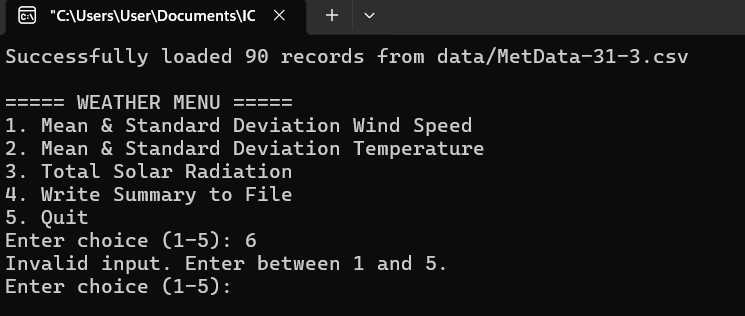 "C:\Users\User\Documents\IC
Successfully loaded 90 records from data/MetData-31-3.csv
===== WEATHER MENU =====
1. Mean & Standard Deviation Wind Speed
2. Mean & Standard Deviation Temperature
3. Total Solar Radiation
4. Write Summary to File
5. Quit
Enter choice (1-5): 6
Invalid input. Enter between 1 and 5.
Enter choice (1-5):